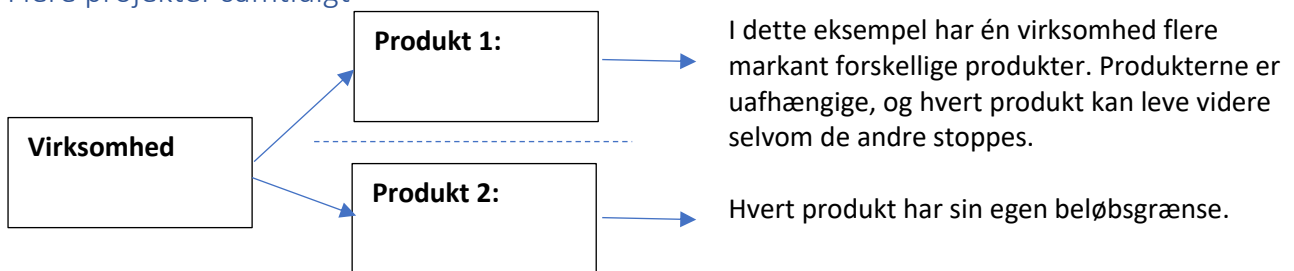 Flere projekter samtidigt
Produkt 1:
I dette eksempel har én virksomhed flere
markant forskellige produkter. Produkterne er
uafhængige, og hvert produkt kan leve videre
selvom de andre stoppes.
Virksomhed
Produkt 2:
Hvert produkt har sin egen beløbsgrænse.